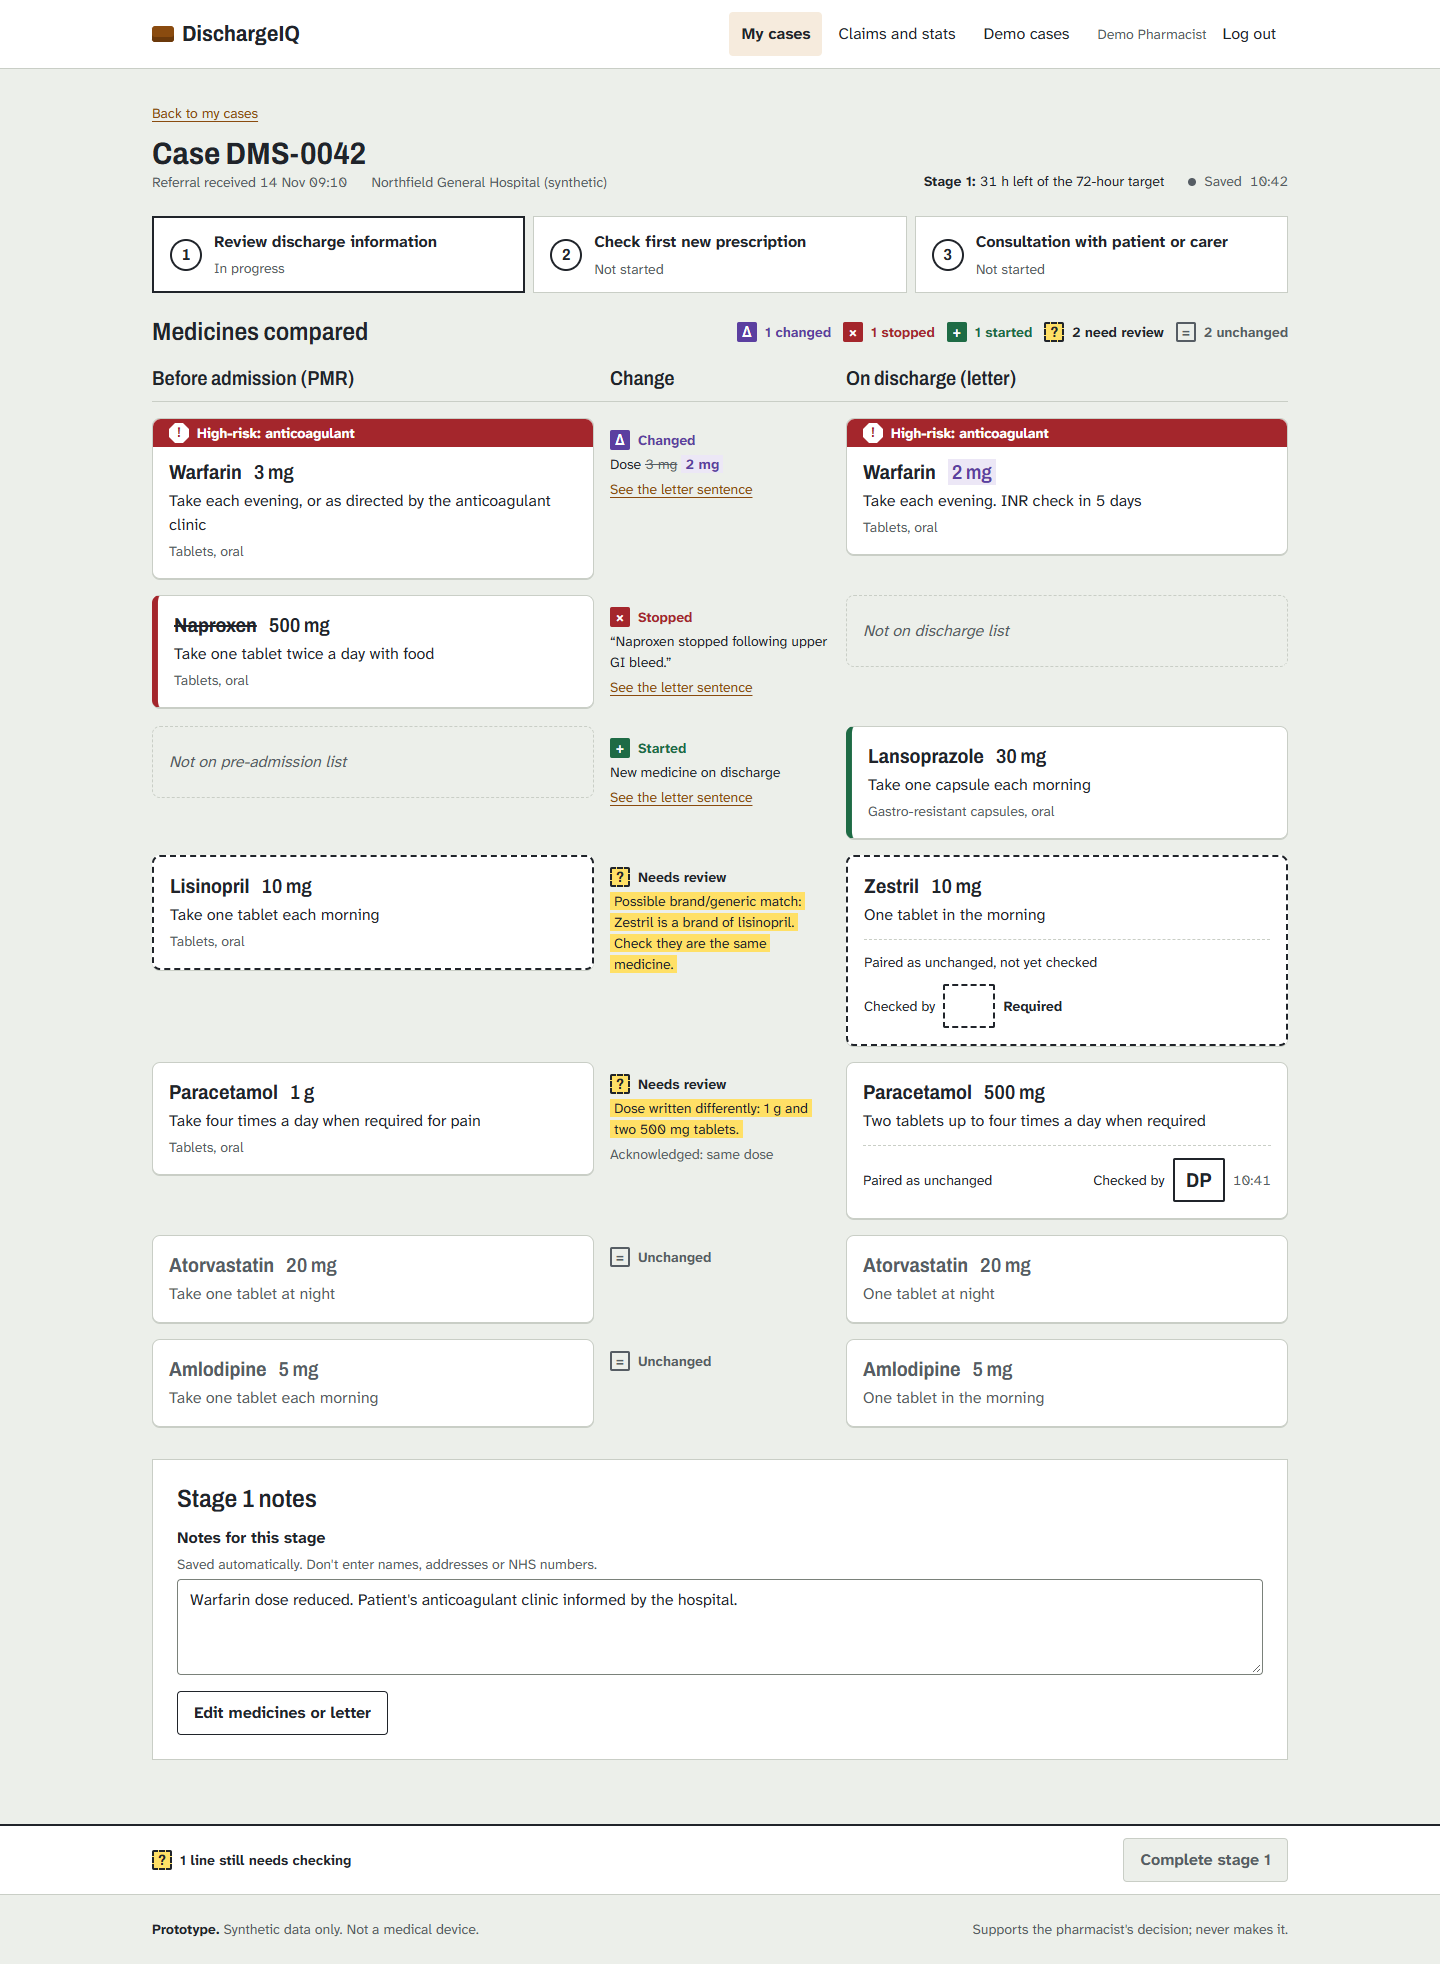 DischargeIQ
My cases
Claims and stats
Demo cases
Demo Pharmacist
Log out
Back to my cases
Case DMS-0042
Referral received 14 Nov 09:10
Northfield General Hospital (synthetic)
Stage 1: 31 h left of the 72-hour target
Saved 10:42
1
Review discharge information
In progress
2
Check first new prescription
Not started
3
Consultation with patient or carer
Not started
Medicines compared
Δ 1 changed
× 1 stopped
+ 1 started
? 2 need review
= 2 unchanged
Before admission (PMR)
Change
On discharge (letter)
! High-risk: anticoagulant
Warfarin 3 mg
Take each evening, or as directed by the anticoagulant
clinic
Tablets, oral
Δ Changed
Dose 3 mg 2 mg
See the letter sentence
! High-risk: anticoagulant
Warfarin 2 mg
Take each evening. INR check in 5 days
Tablets, oral
Naproxen 500 mg
Take one tablet twice a day with food
Tablets, oral
× Stopped
“Naproxen stopped following upper
GI bleed.”
See the letter sentence
Not on discharge list
Not on pre-admission list
+ Started
New medicine on discharge
See the letter sentence
Lansoprazole 30 mg
Take one capsule each morning
Gastro-resistant capsules, oral
Lisinopril 10 mg
Take one tablet each morning
Tablets, oral
? Needs review
Possible brand/generic match:
Zestril is a brand of lisinopril.
Check they are the same
medicine.
Zestril 10 mg
One tablet in the morning
Paired as unchanged, not yet checked
Checked by
Required
Paracetamol 1 g
Take four times a day when required for pain
Tablets, oral
? Needs review
Dose written differently: 1 g and
two 500 mg tablets.
Acknowledged: same dose
Paracetamol 500 mg
Two tablets up to four times a day when required
Paired as unchanged
Checked by DP 10:41
Atorvastatin 20 mg
Take one tablet at night
= Unchanged
Atorvastatin 20 mg
One tablet at night
Amlodipine 5 mg
Take one tablet each morning
= Unchanged
Amlodipine 5 mg
One tablet in the morning
Stage 1 notes
Notes for this stage
Saved automatically. Don't enter names, addresses or NHS numbers.
Warfarin dose reduced. Patient's anticoagulant clinic informed by the hospital.
Edit medicines or letter
? 1 line still needs checking
Complete stage 1
Prototype. Synthetic data only. Not a medical device.
Supports the pharmacist's decision; never makes it.